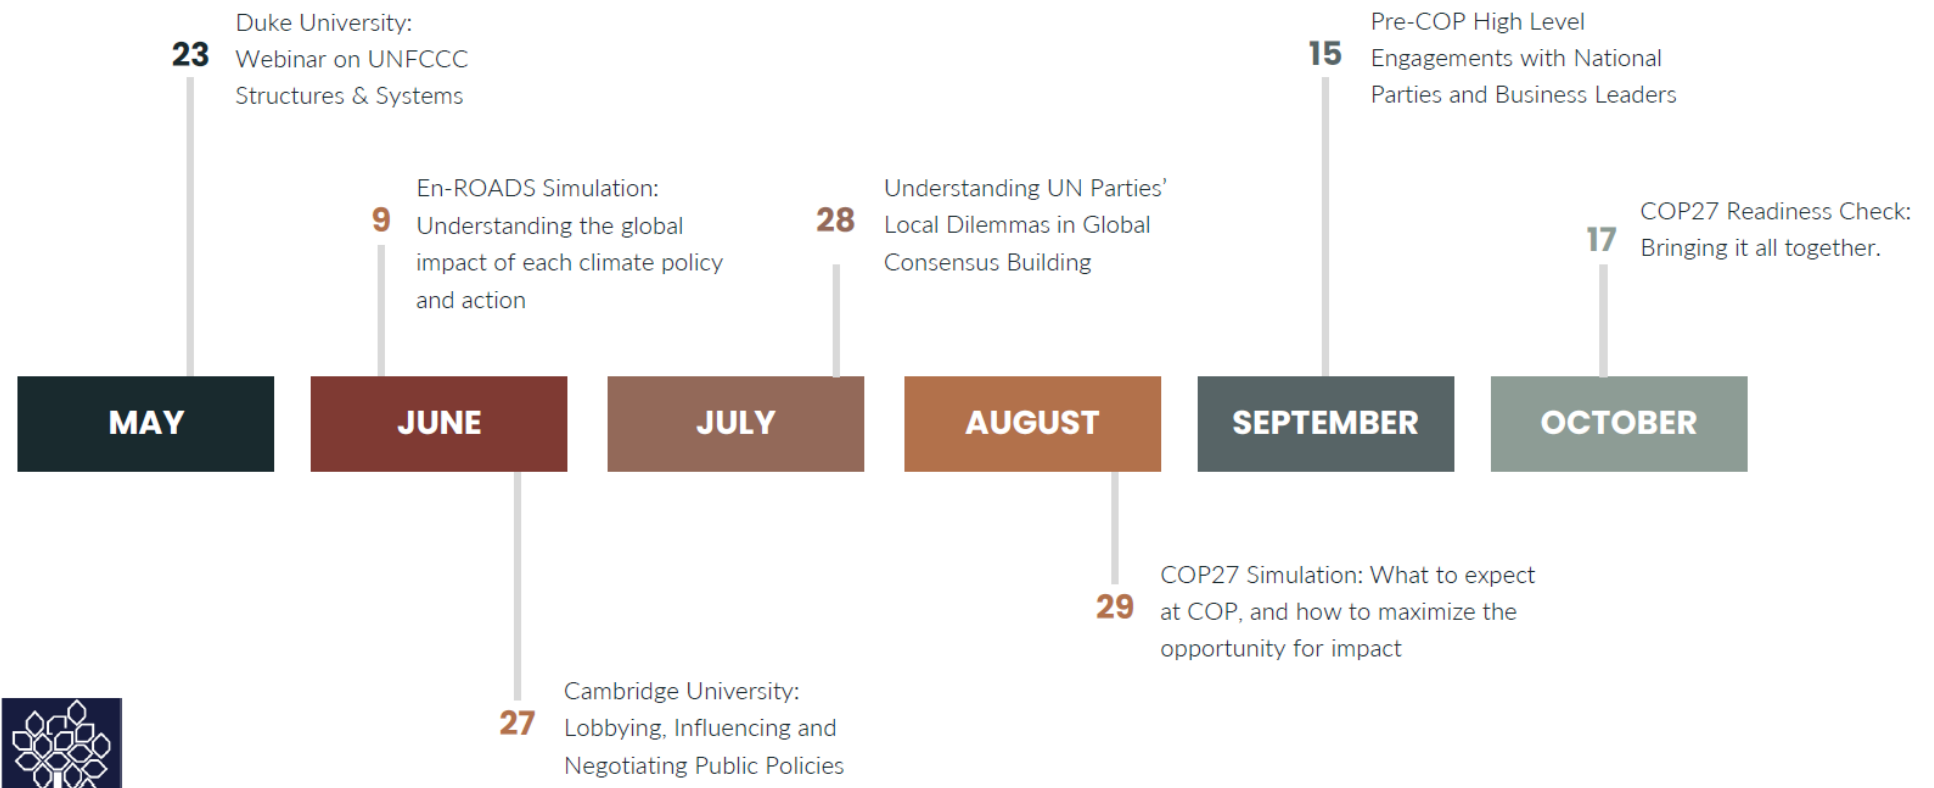 23
Duke University:
Webinar on UNFCCC
Structures & Systems
9
En-ROADS Simulation:
Understanding the global
impact of each climate policy
and action
28
Understanding UN Parties’
Local Dilemmas in Global
Consensus Building
15
Pre-COP High Level
Engagements with National
Parties and Business Leaders
17
COP27 Readiness Check:
Bringing it all together.
MAY
JUNE
JULY
AUGUST
SEPTEMBER
OCTOBER
27
Cambridge University:
Lobbying, Influencing and
Negotiating Public Policies
29
COP27 Simulation: What to expect
at COP, and how to maximize the
opportunity for impact